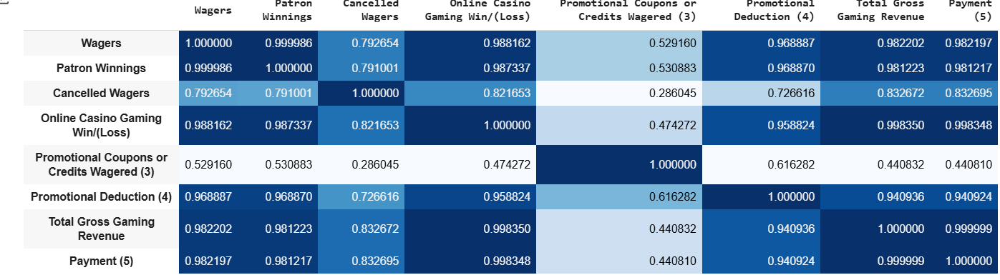 Wagers Patron Winnings Cancelled Wagers Online Casino Gaming Win/(Loss) Promotional Coupons or Credits Wagered (3) Promotional Deduction (4) Total Gross Gaming Revenue Payment (5)
Wagers 1.000000 0.999986 0.792654 0.988162 0.529160 0.968887 0.982202 0.982197
Patron Winnings 0.999986 1.000000 0.791001 0.987337 0.530883 0.968870 0.981223 0.981217
Cancelled Wagers 0.792654 0.791001 1.000000 0.821653 0.286045 0.726616 0.832672 0.832695
Online Casino Gaming Win/(Loss) 0.988162 0.987337 0.821653 1.000000 0.474272 0.958824 0.998350 0.998348
Promotional Coupons or Credits Wagered (3) 0.529160 0.530883 0.286045 0.474272 1.000000 0.616282 0.440832 0.440810
Promotional Deduction (4) 0.968887 0.968870 0.726616 0.958824 0.616282 1.000000 0.940936 0.940924
Total Gross Gaming Revenue 0.982202 0.981223 0.832672 0.998350 0.440832 0.940936 1.000000 0.999999
Payment (5) 0.982197 0.981217 0.832695 0.998348 0.440810 0.940924 0.999999 1.000000